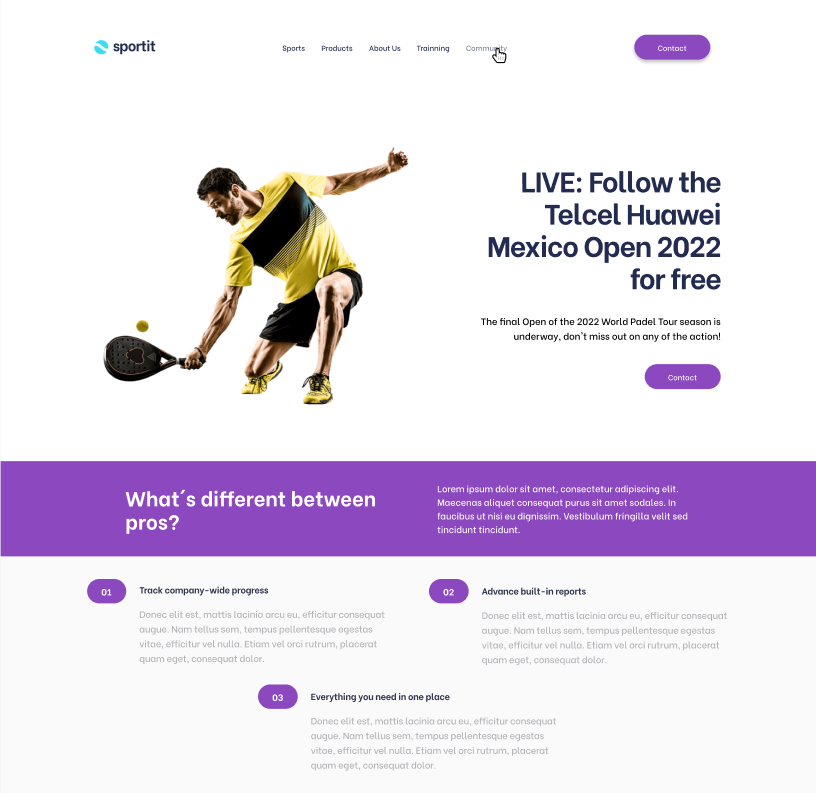 sportit
Sports Products About Us Trainning Community
Contact
LIVE: Follow the
Telcel Huawei
Mexico Open 2022
for free
The final Open of the 2022 World Padel Tour season is
underway, don't miss out on any of the action!
Contact
What´s different between
pros?
Lorem ipsum dolor sit amet, consectetur adipiscing elit.
Maecenas aliquet consequat purus sit amet sodales. In
faucibus ut nisi eu dignissim. Vestibulum fringilla velit sed
tincidunt tincidunt.
01
Track company-wide progress
Donec elit est, mattis lacinia arcu eu, efficitur consequat
augue. Nam tellus sem, tempus pellentesque egestas
vitae, efficitur vel nulla. Etiam vel orci rutrum, placerat
quam eget, consequat dolor.
02
Advance built-in reports
Donec elit est, mattis lacinia arcu eu, efficitur consequat
augue. Nam tellus sem, tempus pellentesque egestas
vitae, efficitur vel nulla. Etiam vel orci rutrum, placerat
quam eget, consequat dolor.
03
Everything you need in one place
Donec elit est, mattis lacinia arcu eu, efficitur consequat
augue. Nam tellus sem, tempus pellentesque egestas
vitae, efficitur vel nulla. Etiam vel orci rutrum, placerat
quam eget, consequat dolor.